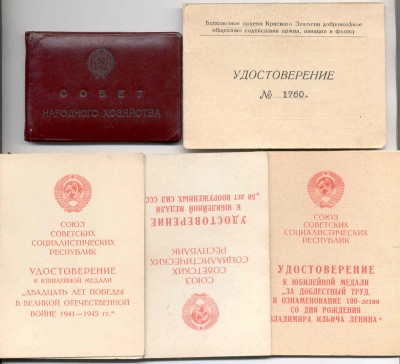 СОВЕТ
НАРОДНОГО ХОЗЯЙСТВА
Всесоюзное ордена Красного Знамени добровольное
общество содействия армии, авиации и флоту
УДОСТОВЕРЕНИЕ
№ 1760.
СОЮЗ
СОВЕТСКИХ
СОЦИАЛИСТИЧЕСКИХ
РЕСПУБЛИК
УДОСТОВЕРЕНИЕ
К ЮБИЛЕЙНОЙ МЕДАЛИ
"ДВАДЦАТЬ ЛЕТ ПОБЕДЫ
В ВЕЛИКОЙ ОТЕЧЕСТВЕННОЙ
ВОЙНЕ 1941—1945 гг."
СОЮЗ
СОВЕТСКИХ
СОЦИАЛИСТИЧЕСКИХ
РЕСПУБЛИК
УДОСТОВЕРЕНИЕ
К ЮБИЛЕЙНОЙ МЕДАЛИ
„50 лет ВООРУЖЕННЫХ СИЛ ССС
СОЮЗ
СОВЕТСКИХ
СОЦИАЛИСТИЧЕСКИХ
РЕСПУБЛИК
УДОСТОВЕРЕНИЕ
К ЮБИЛЕЙНОЙ МЕДАЛИ
"ЗА ДОБЛЕСТНЫЙ ТРУД.
В ОЗНАМЕНОВАНИЕ 100-летия
СО ДНЯ РОЖДЕНИЯ
ВЛАДИМИРА ИЛЬИЧА ЛЕНИНА"